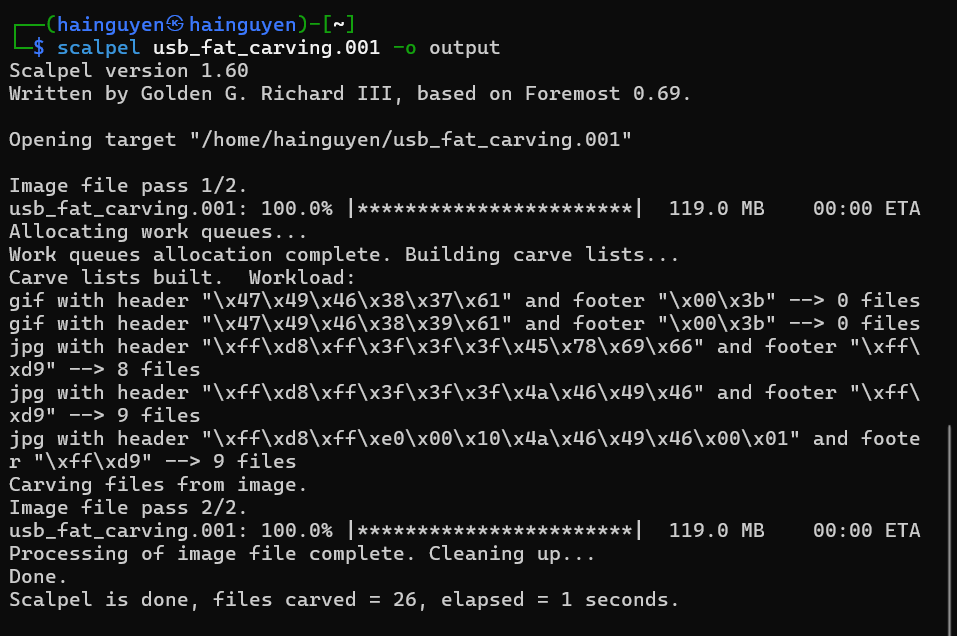 ┌──(hainguyen㉿hainguyen)-[~]
└─$ scalpel usb_fat_carving.001 -o output
Scalpel version 1.60
Written by Golden G. Richard III, based on Foremost 0.69.

Opening target "/home/hainguyen/usb_fat_carving.001"

Image file pass 1/2.
usb_fat_carving.001: 100.0% |***********************|  119.0 MB    00:00 ETA
Allocating work queues...
Work queues allocation complete. Building carve lists...
Carve lists built.  Workload:
gif with header "\x47\x49\x46\x38\x37\x61" and footer "\x00\x3b" --> 0 files
gif with header "\x47\x49\x46\x38\x39\x61" and footer "\x00\x3b" --> 0 files
jpg with header "\xff\xd8\xff\x3f\x3f\x3f\x45\x78\x69\x66" and footer "\xff\
xd9" --> 8 files
jpg with header "\xff\xd8\xff\x3f\x3f\x3f\x4a\x46\x49\x46" and footer "\xff\
xd9" --> 9 files
jpg with header "\xff\xd8\xff\xe0\x00\x10\x4a\x46\x49\x46\x00\x01" and foote
r "\xff\xd9" --> 9 files
Carving files from image.
Image file pass 2/2.
usb_fat_carving.001: 100.0% |***********************|  119.0 MB    00:00 ETA
Processing of image file complete. Cleaning up...
Done.
Scalpel is done, files carved = 26, elapsed = 1 seconds.